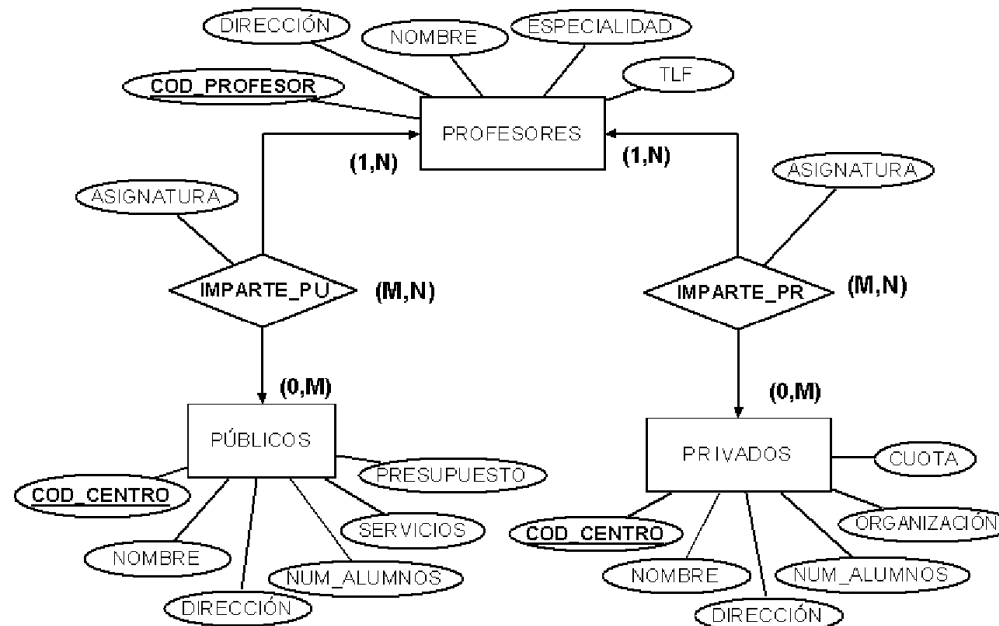 DIRECCIÓN
NOMBRE
ESPECIALIDAD
TLF
COD_PROFESOR
PROFESORES
(1,N)
(1,N)
ASIGNATURA
ASIGNATURA
IMPARTE_PU
(M,N)
IMPARTE_PR
(M,N)
(0,M)
(0,M)
PÚBLICOS
PRIVADOS
PRESUPUESTO
CUOTA
COD_CENTRO
SERVICIOS
COD_CENTRO
ORGANIZACIÓN
NOMBRE
NUM_ALUMNOS
NOMBRE
NUM_ALUMNOS
DIRECCIÓN
DIRECCIÓN